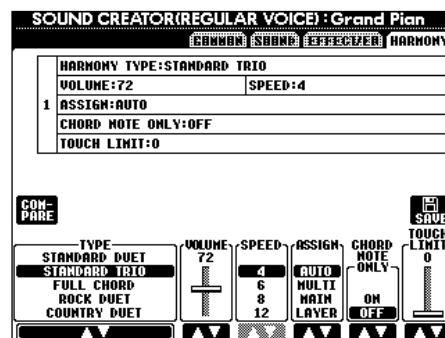 SOUND CREATOR(REGULAR VOICE) : Grand Pian
COMMON SOUND EFFECT/EQ HARMONY
HARMONY TYPE:STANDARD TRIO
VOLUME:72 SPEED:4
1 ASSIGN:AUTO
CHORD NOTE ONLY:OFF
TOUCH LIMIT:0
COM-
PARE
SAVE
TYPE VOLUME SPEED ASSIGN CHORD NOTE ONLY TOUCH LIMIT
STANDARD DUET 72 0
STANDARD TRIO 4 AUTO
FULL CHORD 6 MULTI
ROCK DUET 8 MAIN ON
COUNTRY DUET 12 LAYER OFF